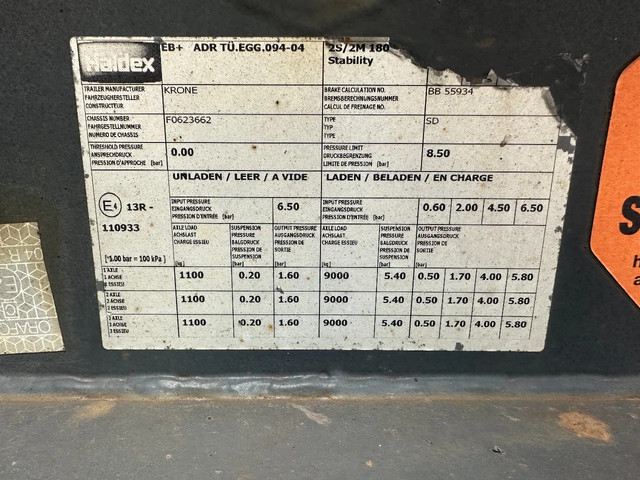 Haldex EB+ ADR TÜ.EGG.094-04 2S/2M 180
Stability
TRAILER MANUFACTURER KRONE BRAKE CALCULATION NO. BB 55934
FAHRZEUGHERSTELLER BREMSBERECHNUNGSNUMMER
CONSTRUCTEUR CALCUL DE FREINAGE NO.
CHASSIS NUMBER F0623662 TYPE SD
FAHRGESTELLNUMMER TYP
NUMERO DE CHASSIS TYPE
THRESHOLD PRESSURE 0.00 PRESSURE LIMIT 8.50
ANSPRECHDRUCK DRUCKBEGRENZUNG
PRESSION D'APPROCHE [bar] LIMITE DE PRESSION [bar]
UNLADEN / LEER / A VIDE LADEN / BELADEN / EN CHARGE
E4 13R - INPUT PRESSURE 6.50 INPUT PRESSURE 0.60 2.00 4.50 6.50
EINGANGSDRUCK EINGANGSDRUCK
PRESSION D'ENTRÉE [bar] PRESSION D'ENTRÉE [bar]
110933 AXLE LOAD SUSPENSION OUTPUT PRESSURE AXLE LOAD SUSPENSION OUTPUT PRESSURE
ACHSLAST PRESSURE AUSGANGSDRUCK ACHSLAST PRESSURE AUSGANGSDRUCK
CHARGE ESSIEU BALGDRUCK PRESSION DE CHARGE ESSIEU BALGDRUCK PRESSION DE
PRESSION DE SORTIE PRESSION DE SORTIE
SUSPENSION SUSPENSION
[*1.00 bar = 100 kPa] [kg] [bar] [bar] [kg] [bar] [bar]
1 AXLE 1100 0.20 1.60 9000 5.40 0.50 1.70 4.00 5.80
1 ACHSE
1 ESSIEU
2 AXLE 1100 0.20 1.60 9000 5.40 0.50 1.70 4.00 5.80
2 ACHSE
2 ESSIEU
3 AXLE 1100 0.20 1.60 9000 5.40 0.50 1.70 4.00 5.80
3 ACHSE
3 ESSIEU
S
h
a